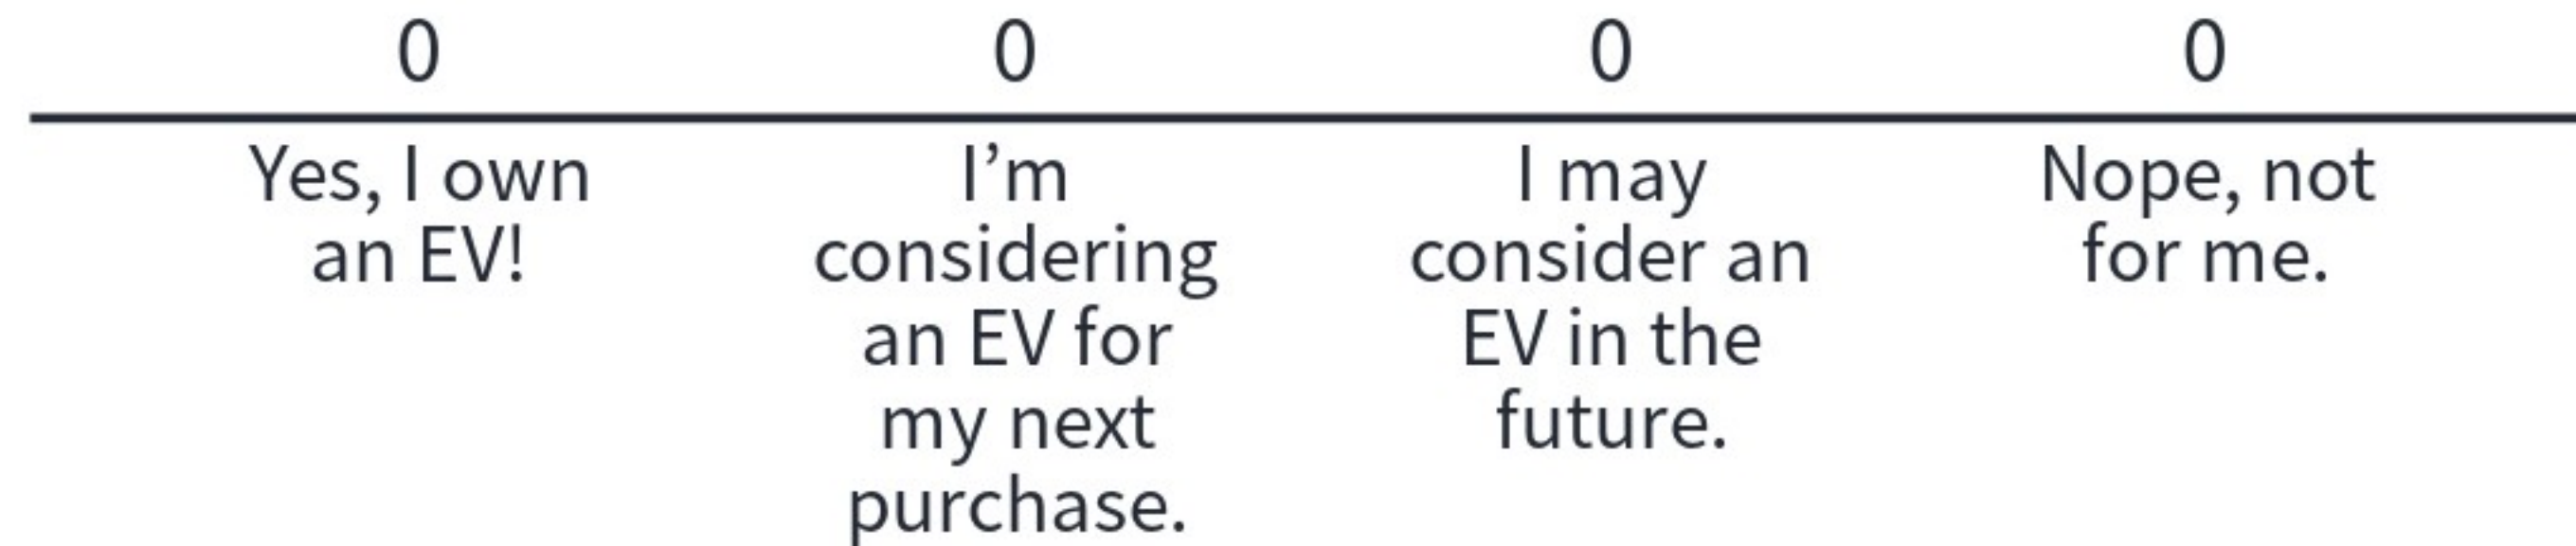 0 0 0 0
Yes, I own
an EV!
I’m
considering
an EV for
my next
purchase.
I may
consider an
EV in the
future.
Nope, not
for me.